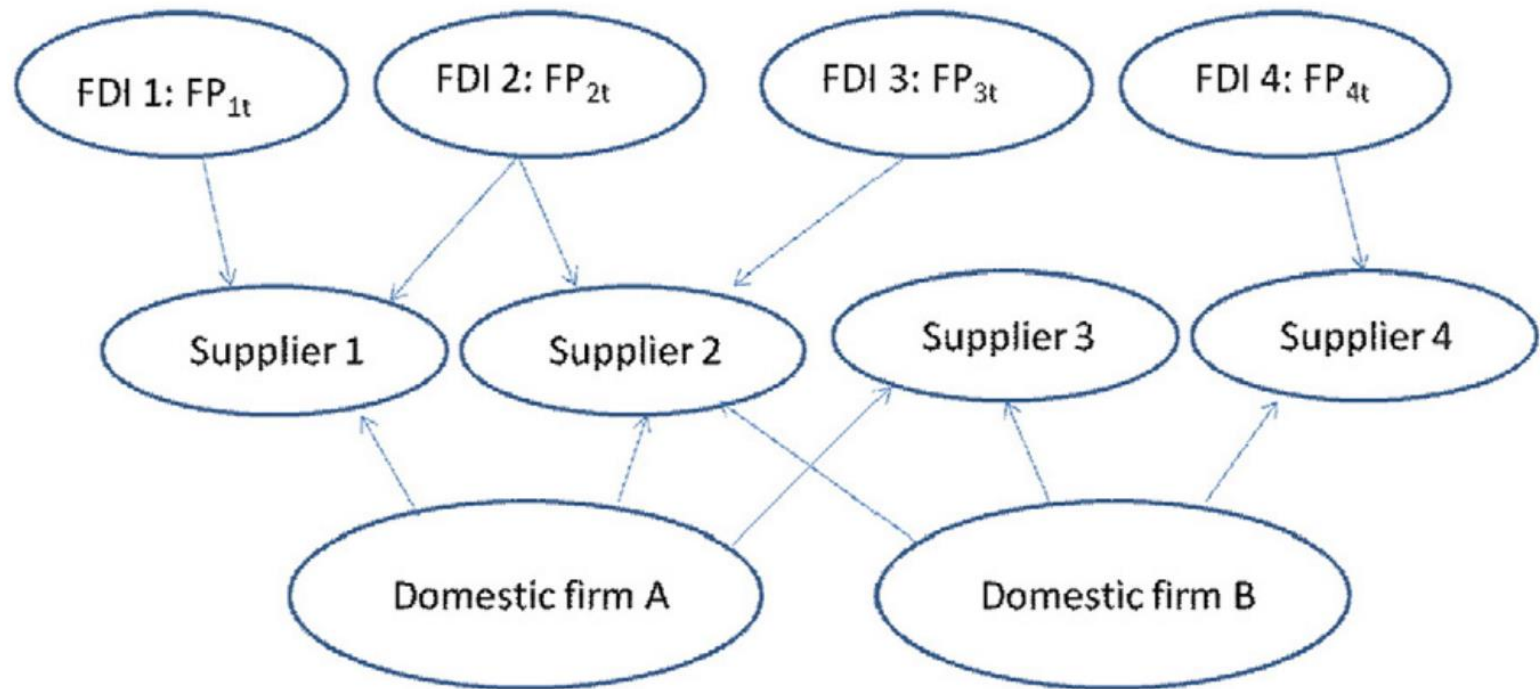 FDI 1: FP₁ₜ
FDI 2: FP₂ₜ
FDI 3: FP₃ₜ
FDI 4: FP₄ₜ
Supplier 1
Supplier 2
Supplier 3
Supplier 4
Domestic firm A
Domestic firm B